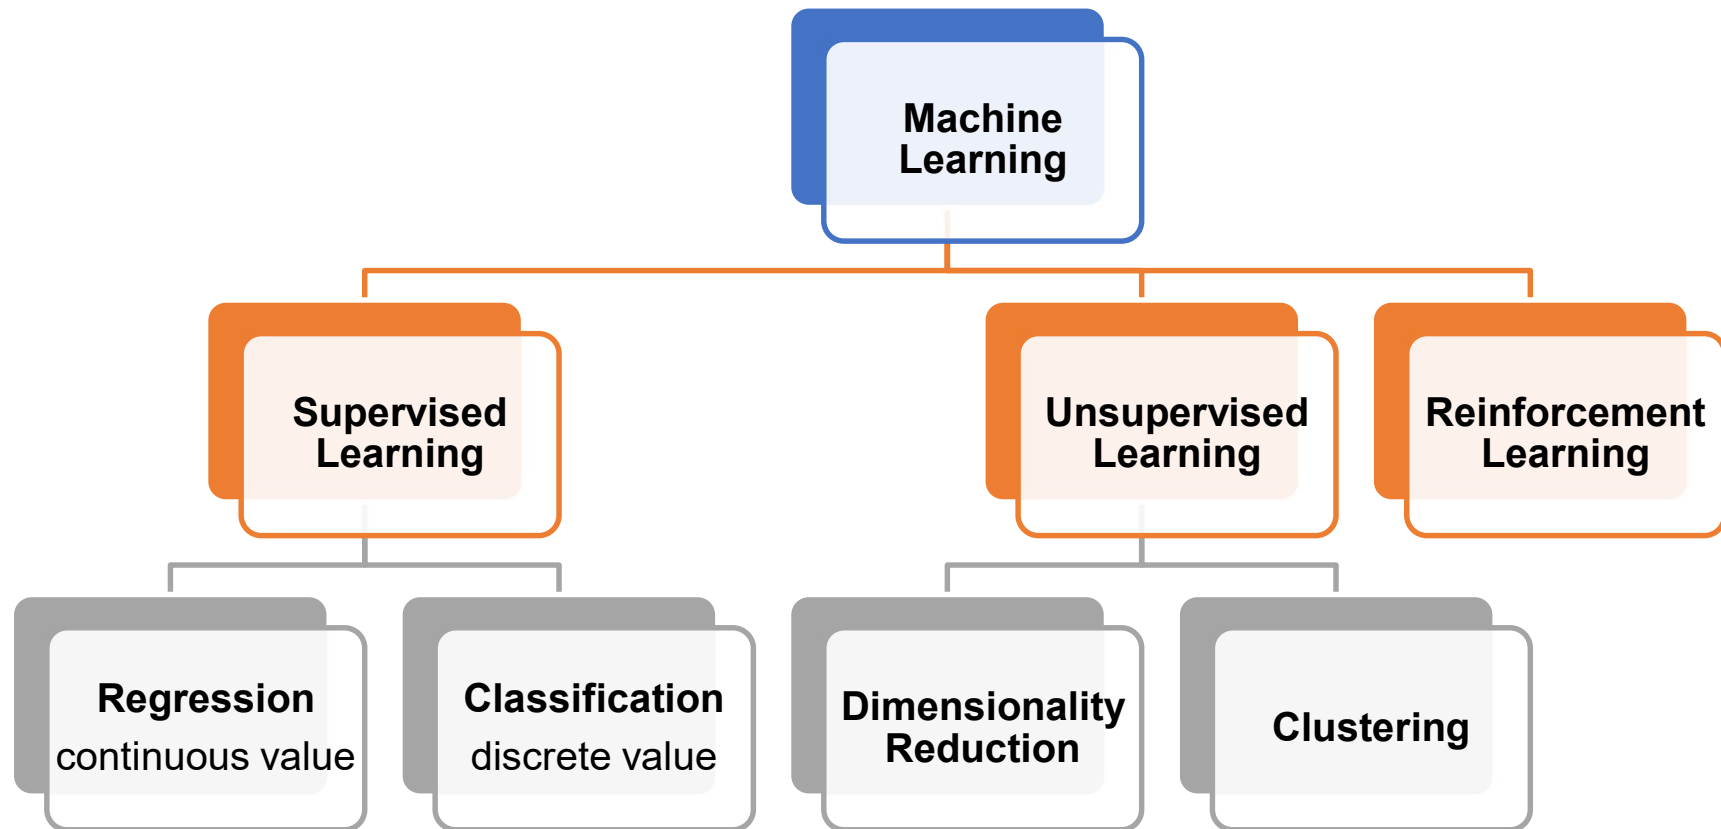 Machine
Learning
Supervised
Learning
Unsupervised
Learning
Reinforcement
Learning
Regression
continuous value
Classification
discrete value
Dimensionality
Reduction
Clustering